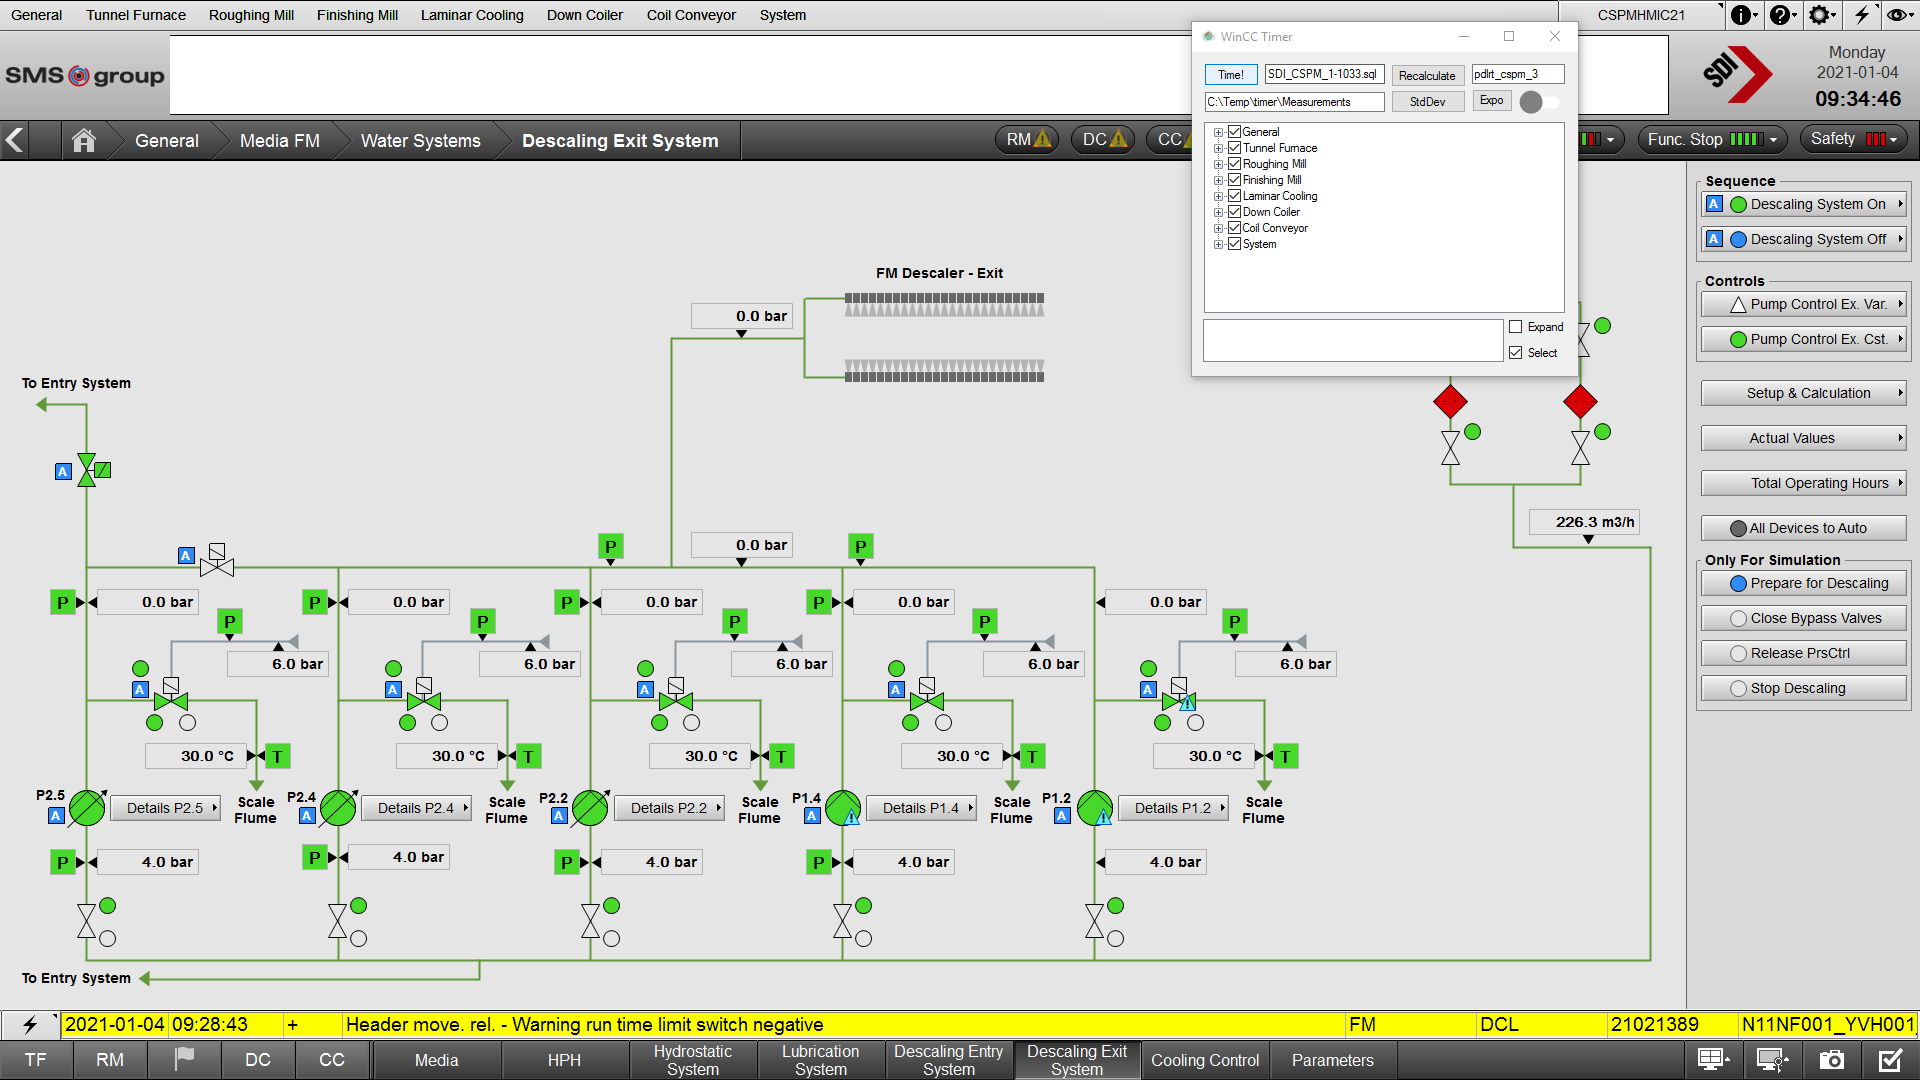 General Tunnel Furnace Roughing Mill Finishing Mill Laminar Cooling Down Coiler Coil Conveyor System CSPMHMIC21
SMS group
WinCC Timer
Time! SDI_CSPM_1-1033.sql Recalculate pdlrt_cspm_3
C:\Temp\timer\Measurements StdDev Expo
General
Tunnel Furnace
Roughing Mill
Finishing Mill
Laminar Cooling
Down Coiler
Coil Conveyor
System
Expand
Select
SDI
Monday
2021-01-04
09:34:46
General Media FM Water Systems Descaling Exit System RM DC CC Func. Stop Safety
Sequence
A Descaling System On
A Descaling System Off
Controls
Pump Control Ex. Var.
Pump Control Ex. Cst.
Setup & Calculation
Actual Values
Total Operating Hours
All Devices to Auto
Only For Simulation
Prepare for Descaling
Close Bypass Valves
Release PrsCtrl
Stop Descaling
FM Descaler - Exit
0.0 bar
To Entry System
A
226.3 m3/h
A P 0.0 bar P
P 0.0 bar P 0.0 bar P 0.0 bar P 0.0 bar 0.0 bar
P P P P P
6.0 bar 6.0 bar 6.0 bar 6.0 bar 6.0 bar
A A A A A
30.0 °C T 30.0 °C T 30.0 °C T 30.0 °C T 30.0 °C T
P2.5 A Details P2.5 Scale Flume
P2.4 A Details P2.4 Scale Flume
P2.2 A Details P2.2 Scale Flume
P1.4 A Details P1.4 Scale Flume
P1.2 A Details P1.2 Scale Flume
P 4.0 bar P 4.0 bar P 4.0 bar P 4.0 bar 4.0 bar
To Entry System
2021-01-04 09:28:43 + Header move. rel. - Warning run time limit switch negative FM DCL 21021389 N11NF001_YVH001
TF RM DC CC Media HPH Hydrostatic System Lubrication System Descaling Entry System Descaling Exit System Cooling Control Parameters